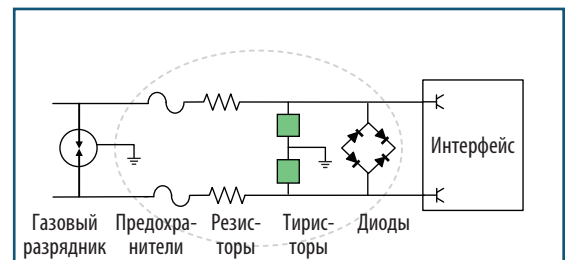 Интерфейс
Газовый Предохра- Резис- Тирис- Диоды
разрядник нители торы торы